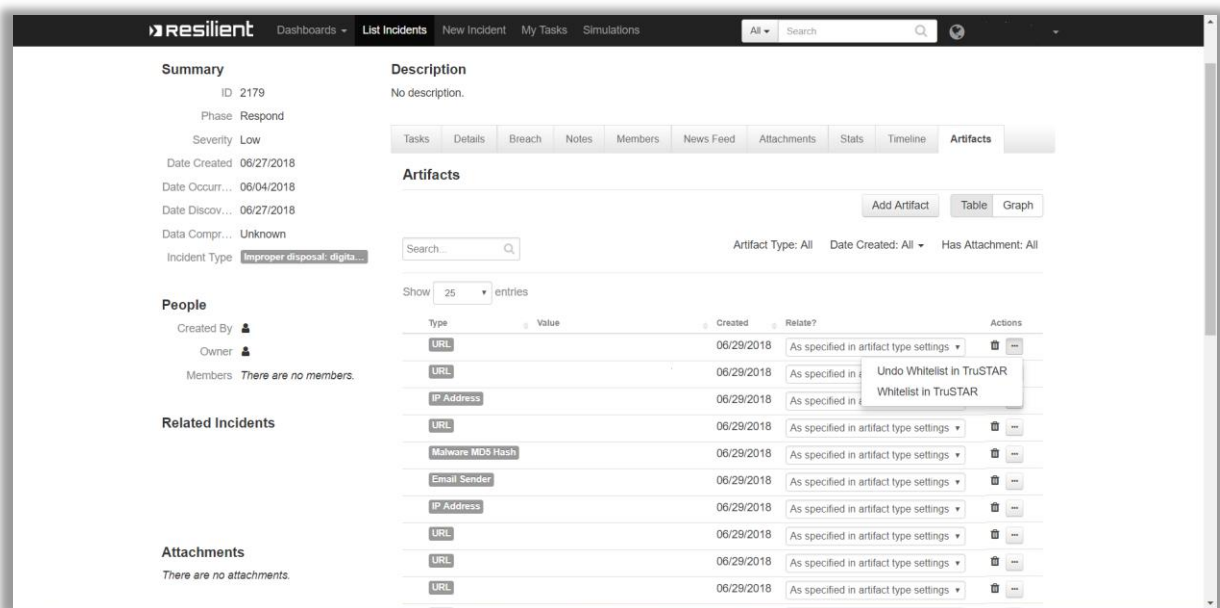 Resilient Dashboards List Incidents New Incident My Tasks Simulations All Search
Summary
ID 2179
Phase Respond
Severity Low
Date Created 06/27/2018
Date Occurr... 06/04/2018
Date Discov... 06/27/2018
Data Compr... Unknown
Incident Type Improper disposal: digita...
People
Created By
Owner
Members There are no members.
Related Incidents
Attachments
There are no attachments.
Description
No description.
Tasks Details Breach Notes Members News Feed Attachments Stats Timeline Artifacts
Artifacts
Add Artifact Table Graph
Search... Artifact Type: All Date Created: All Has Attachment: All
Show 25 entries
Type Value Created Relate? Actions
URL 06/29/2018 As specified in artifact type settings
Undo Whitelist in TruSTAR
Whitelist in TruSTAR
URL 06/29/2018 As specified in
IP Address 06/29/2018 As specified in
URL 06/29/2018 As specified in artifact type settings
Malware MD5 Hash 06/29/2018 As specified in artifact type settings
Email Sender 06/29/2018 As specified in artifact type settings
IP Address 06/29/2018 As specified in artifact type settings
URL 06/29/2018 As specified in artifact type settings
URL 06/29/2018 As specified in artifact type settings
URL 06/29/2018 As specified in artifact type settings